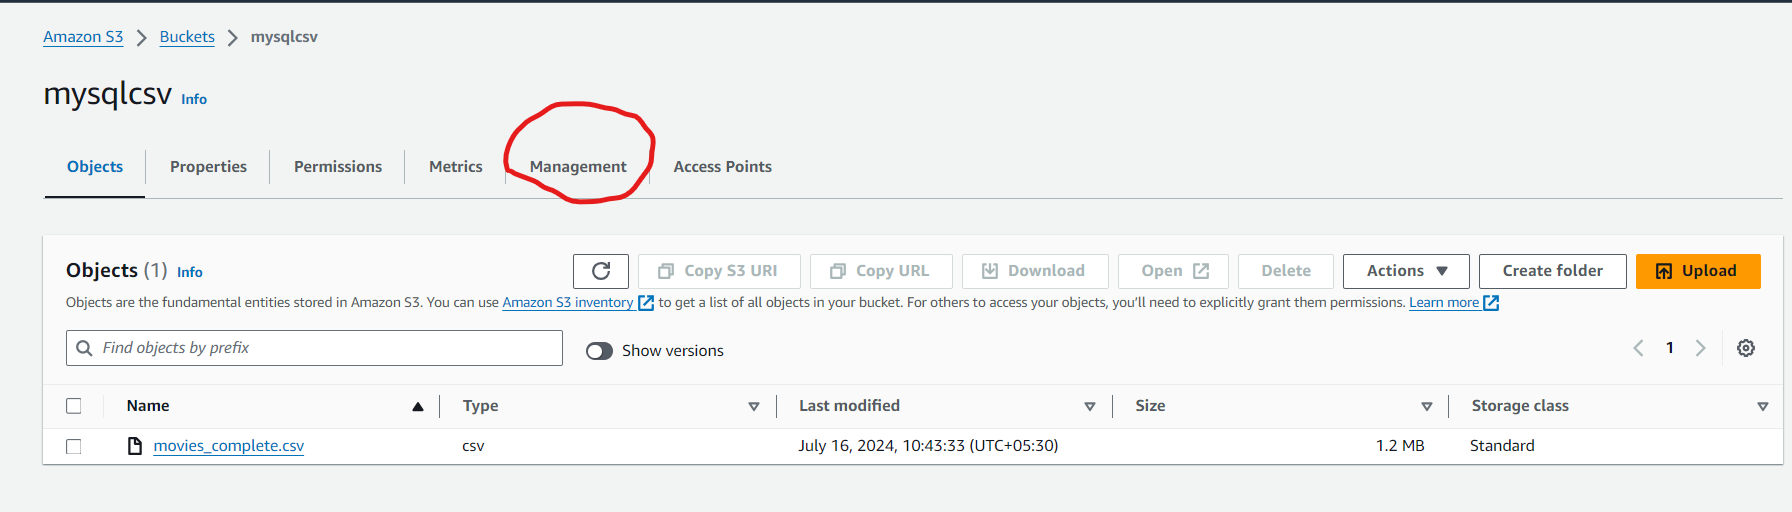 Amazon S3 > Buckets > mysqlcsv
mysqlcsv Info
Objects Properties Permissions Metrics Management Access Points
Objects (1) Info Copy S3 URI Copy URL Download Open Delete Actions Create folder Upload
Objects are the fundamental entities stored in Amazon S3. You can use Amazon S3 inventory to get a list of all objects in your bucket. For others to access your objects, you'll need to explicitly grant them permissions. Learn more
Find objects by prefix Show versions 1
Name Type Last modified Size Storage class
movies_complete.csv csv July 16, 2024, 10:43:33 (UTC+05:30) 1.2 MB Standard